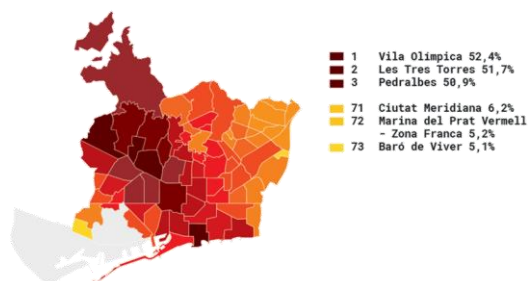 1 Vila Olímpica 52,4%
2 Les Tres Torres 51,7%
3 Pedralbes 50,9%
71 Ciutat Meridiana 6,2%
72 Marina del Prat Vermell
- Zona Franca 5,2%
73 Baró de Viver 5,1%